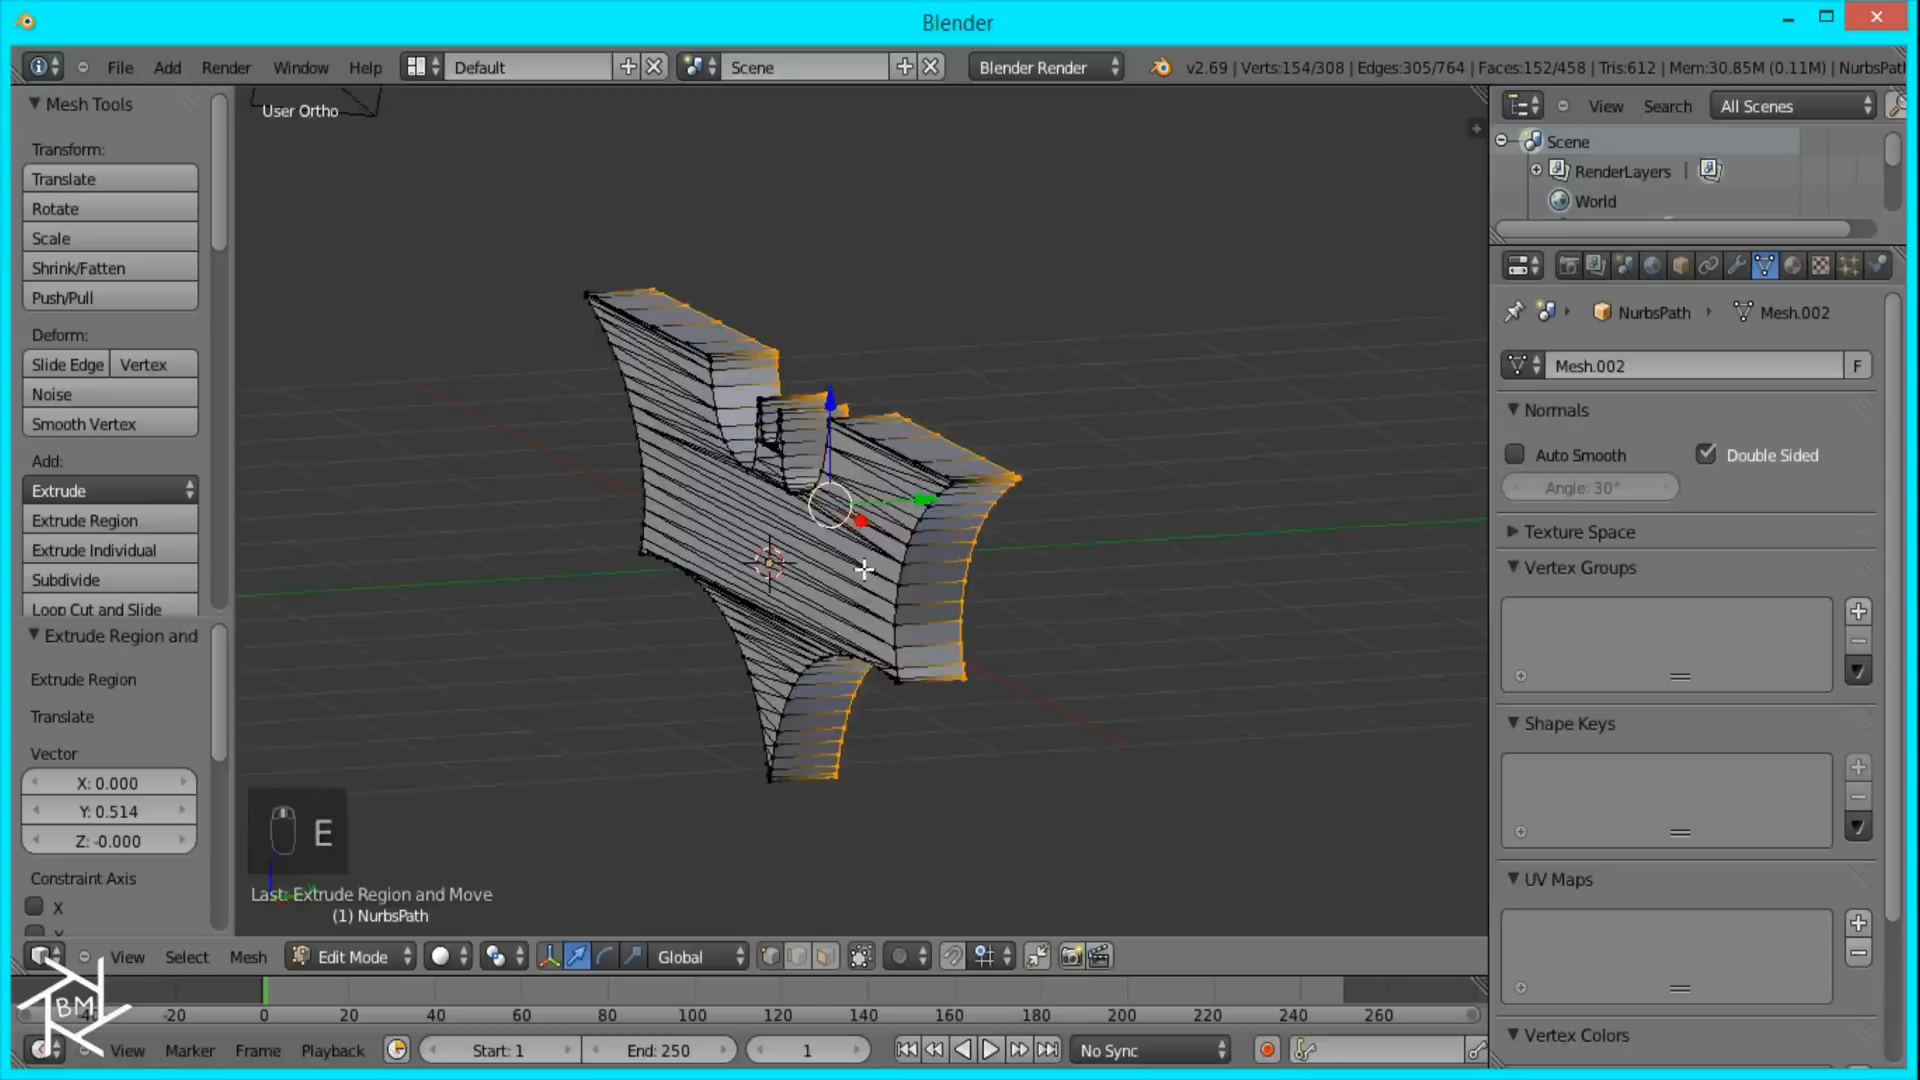 Blender
File Add Render Window Help Default Scene Blender Render v2.69 | Verts:154/308 | Edges:305/764 | Faces:152/458 | Tris:612 | Mem:30.85M (0.11M) | NurbsPath
Mesh Tools
Transform:
Translate
Rotate
Scale
Shrink/Fatten
Push/Pull
Deform:
Slide Edge Vertex
Noise
Smooth Vertex
Add:
Extrude
Extrude Region
Extrude Individual
Subdivide
Loop Cut and Slide
Extrude Region and
Extrude Region
Translate
Vector
X: 0.000
Y: 0.514
Z: -0.000
Constraint Axis
X
User Ortho
E
Last: Extrude Region and Move
(1) NurbsPath
View Select Mesh Edit Mode Global
-20 0 20 40 60 80 100 120 140 160 180 200 220 240 260
BM
View Marker Frame Playback Start: 1 End: 250 1 No Sync
View Search All Scenes
Scene
RenderLayers
World
NurbsPath Mesh.002
Mesh.002 F
Normals
Auto Smooth Double Sided
Angle: 30°
Texture Space
Vertex Groups
Shape Keys
UV Maps
Vertex Colors